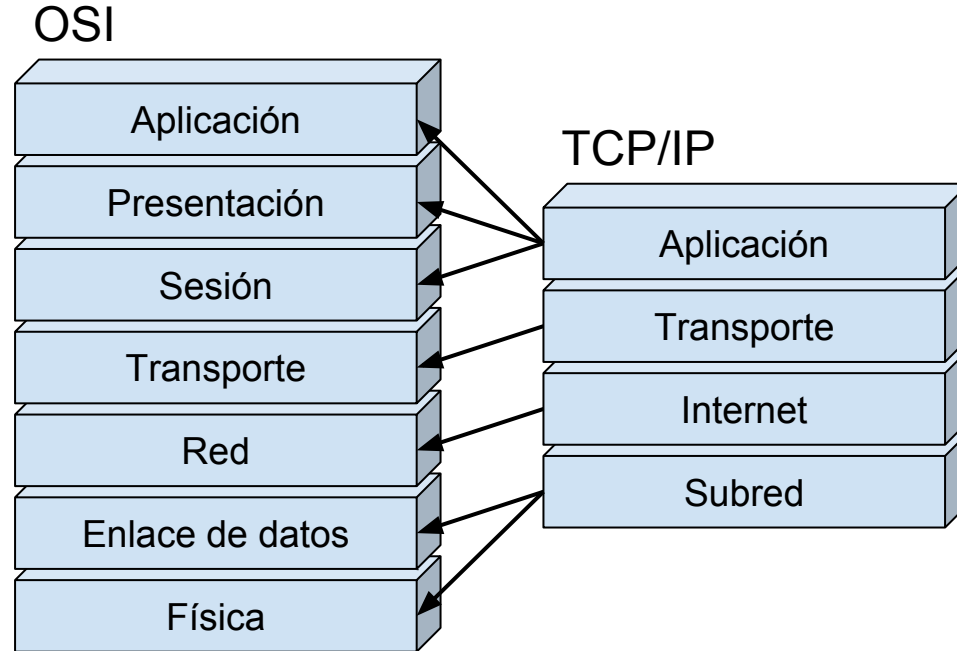 OSI
Aplicación
Presentación
Sesión
Transporte
Red
Enlace de datos
Física
TCP/IP
Aplicación
Transporte
Internet
Subred